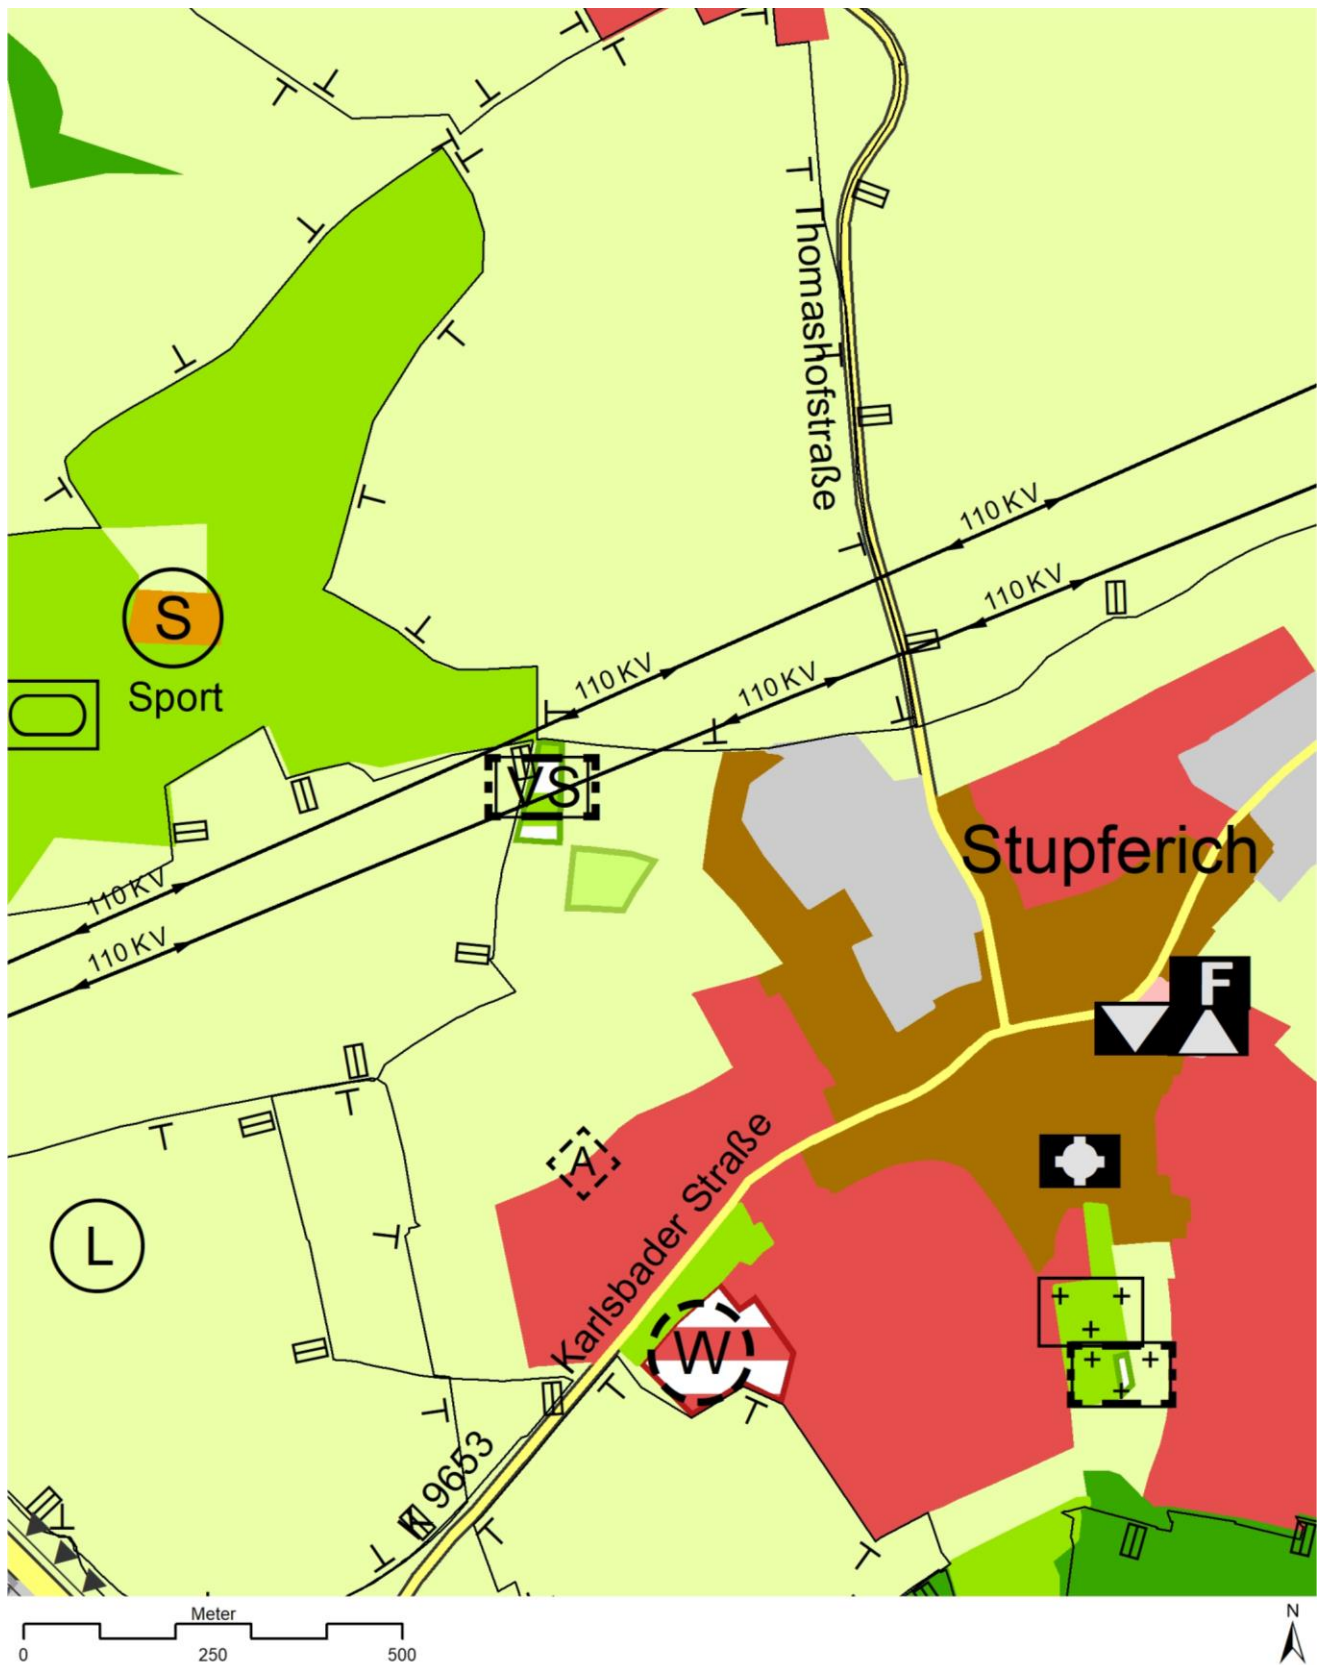 Thomashofstraße
110 KV
110 KV
S
Sport
110 KV
110 KV
VS
Stupferich
110 KV
110 KV
F
A
Karlsbader Straße
L
W
K 9653
Meter
0 250 500
N